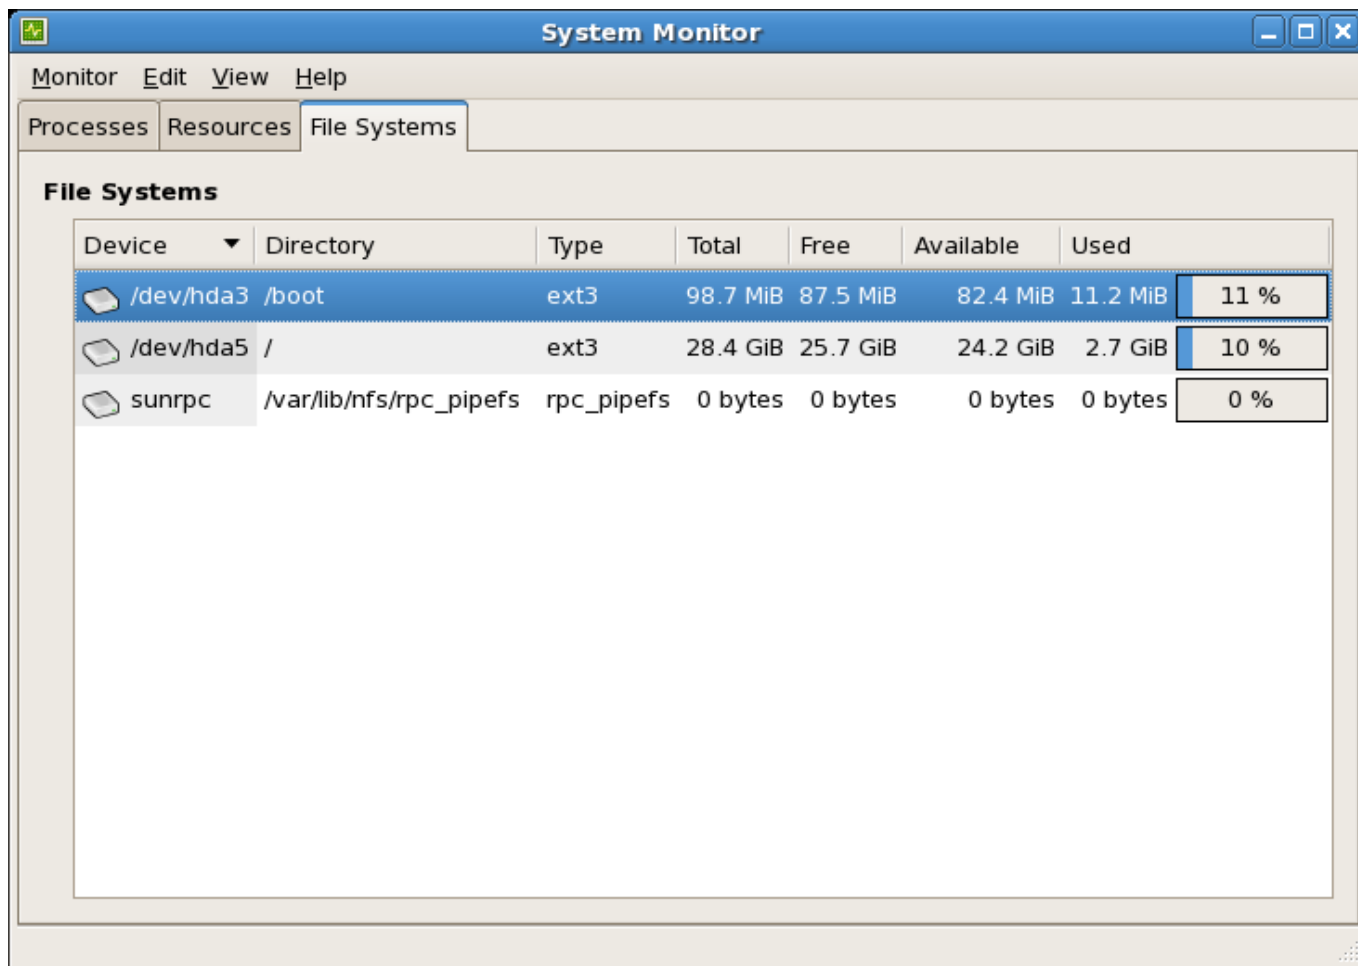 System Monitor
Monitor Edit View Help
Processes Resources File Systems
File Systems
Device Directory Type Total Free Available Used
/dev/hda3 /boot ext3 98.7 MiB 87.5 MiB 82.4 MiB 11.2 MiB 11 %
/dev/hda5 / ext3 28.4 GiB 25.7 GiB 24.2 GiB 2.7 GiB 10 %
sunrpc /var/lib/nfs/rpc_pipefs rpc_pipefs 0 bytes 0 bytes 0 bytes 0 bytes 0 %